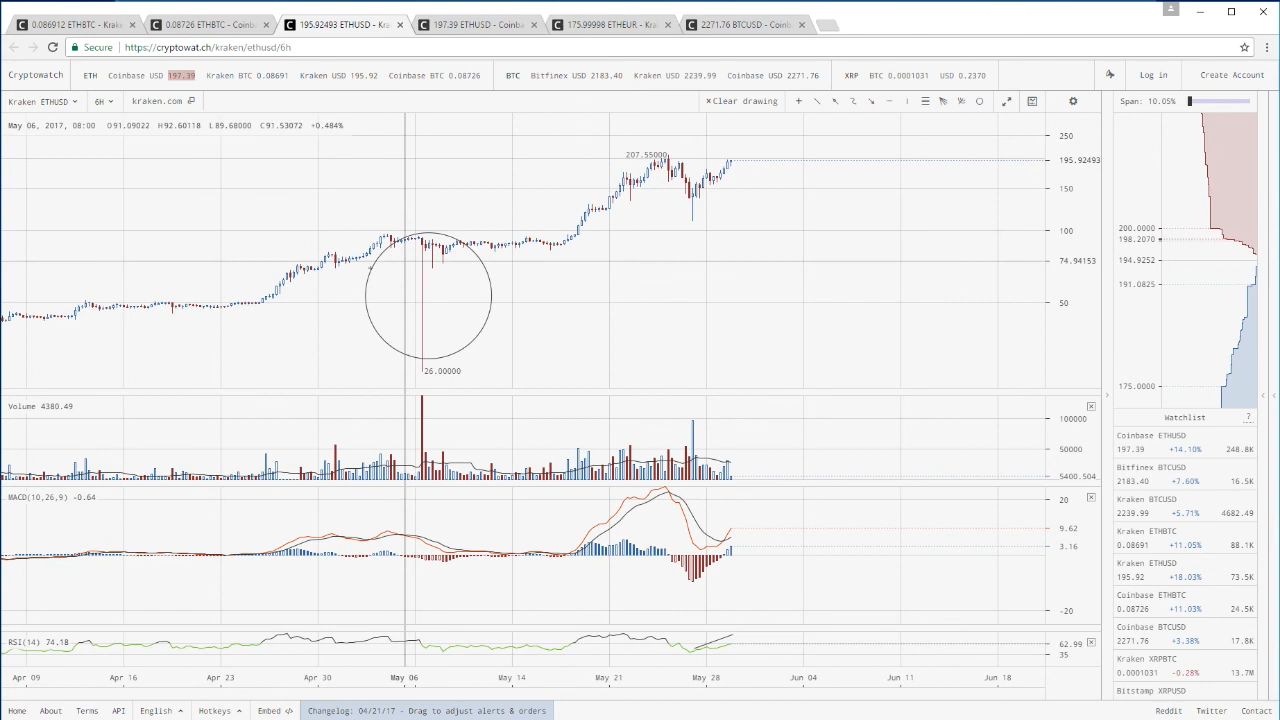 0.086912 ETHBTC - Krake
0.08726 ETHBTC - Coinb
195.92493 ETHUSD - Kra
197.39 ETHUSD - Coinba
175.99998 ETHEUR - Kra
2271.76 BTCUSD - Coinb
Secure https://cryptowat.ch/kraken/ethusd/6h
Cryptowatch ETH Coinbase USD 197.39 Kraken BTC 0.08691 Kraken USD 195.92 Coinbase BTC 0.08726 BTC Bitfinex USD 2183.40 Kraken USD 2239.99 Coinbase USD 2271.76 XRP BTC 0.0001031 USD 0.2370 Log in Create Account
Kraken ETHUSD 6H kraken.com × Clear drawing Span: 10.05%
May 06, 2017, 08:00 O91.09022 H92.60118 L89.68000 C91.53072 +0.484%
250
207.55000
195.92493
150
100
74.94153
50
26.00000
200.0000
198.2070
194.9252
191.0825
175.0000
Volume 4380.49
100000
50000
5400.504
MACD(10,26,9) -0.64
20
9.62
3.16
-20
RSI(14) 74.18
62.99
35
Apr 09 Apr 16 Apr 23 Apr 30 May 06 May 14 May 21 May 28 Jun 04 Jun 11 Jun 18
Watchlist ?
Coinbase ETHUSD
197.39 +14.10% 248.8K
Bitfinex BTCUSD
2183.40 +7.60% 16.5K
Kraken BTCUSD
2239.99 +5.71% 4682.49
Kraken ETHBTC
0.08691 +11.05% 88.1K
Kraken ETHUSD
195.92 +18.03% 73.5K
Coinbase ETHBTC
0.08726 +11.03% 24.5K
Coinbase BTCUSD
2271.76 +3.38% 17.8K
Kraken XRPBTC
0.0001031 -0.28% 13.7M
Bitstamp XRPUSD
Home About Terms API English Hotkeys Embed </> Changelog: 04/21/17 - Drag to adjust alerts & orders Reddit Twitter Contact